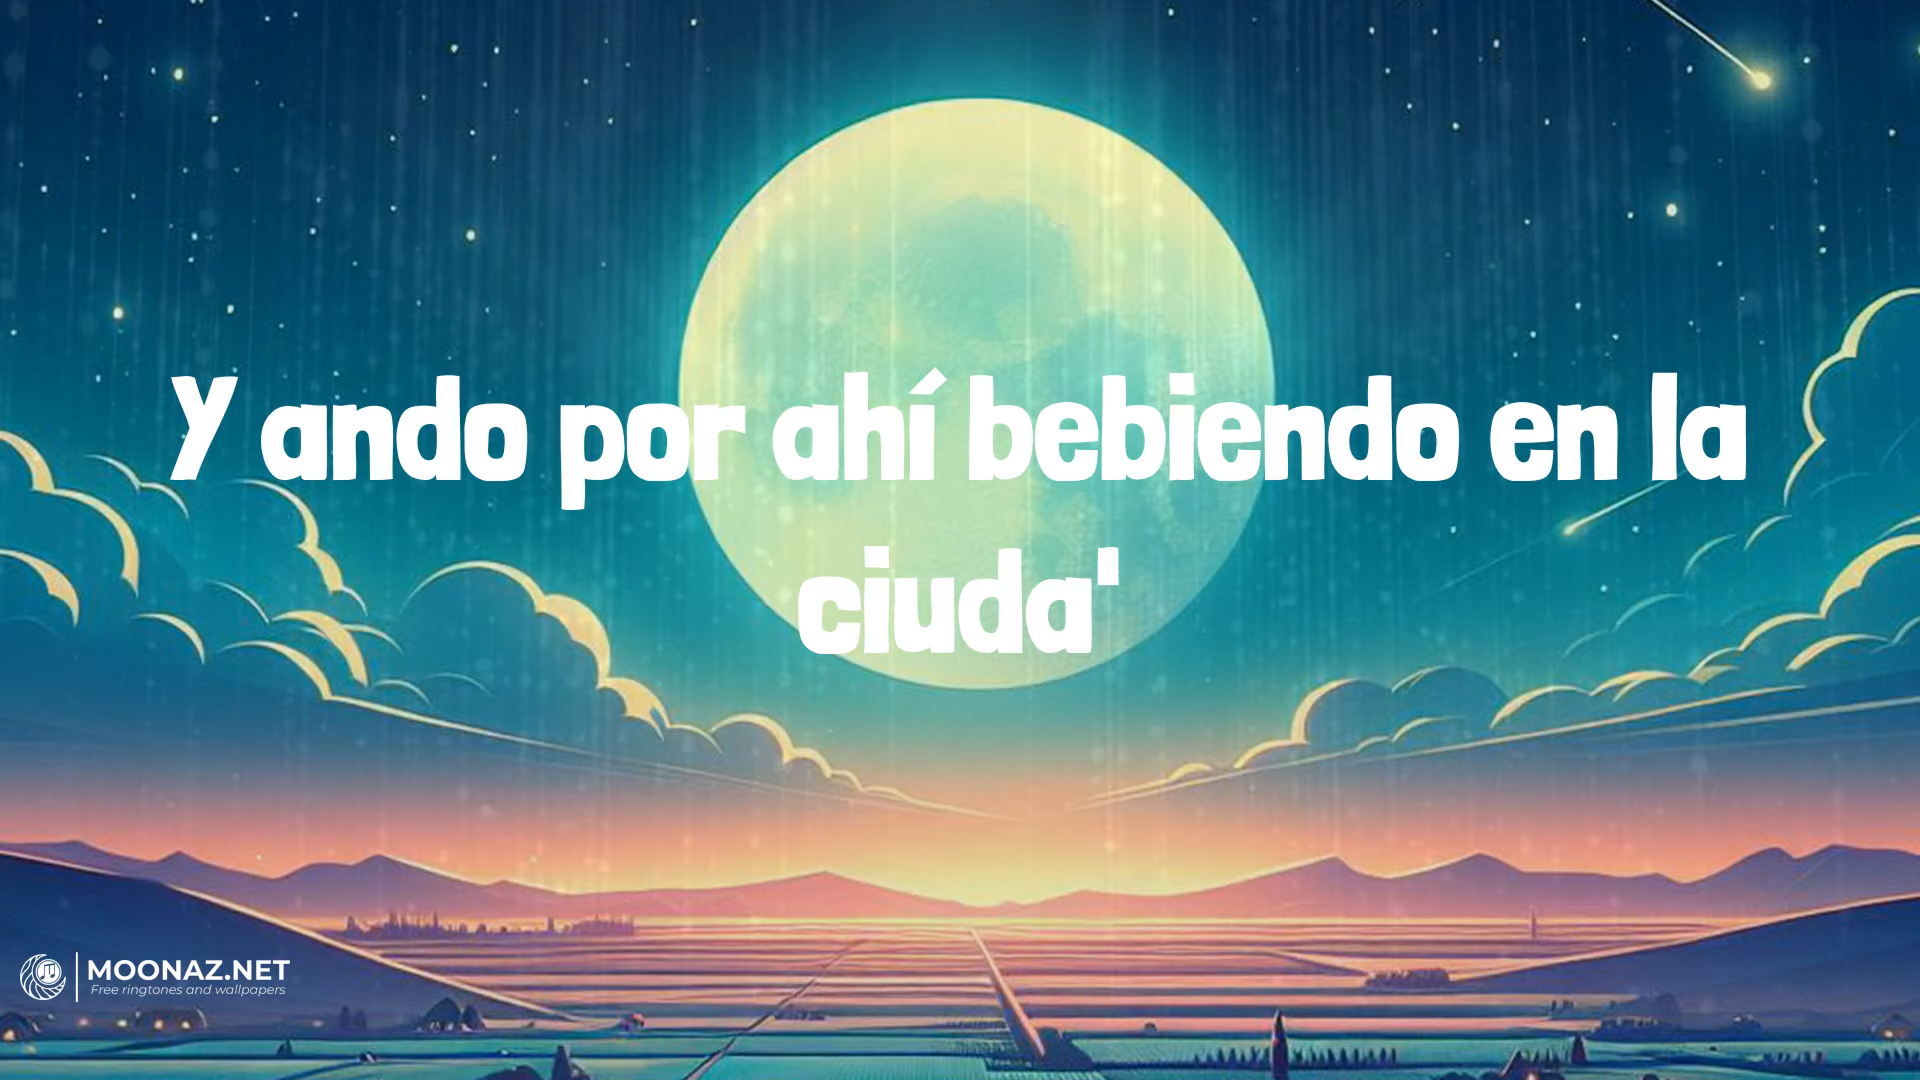 Y ando por ahí bebiendo en la
ciuda'
MOONAZ.NET
Free ringtones and wallpapers